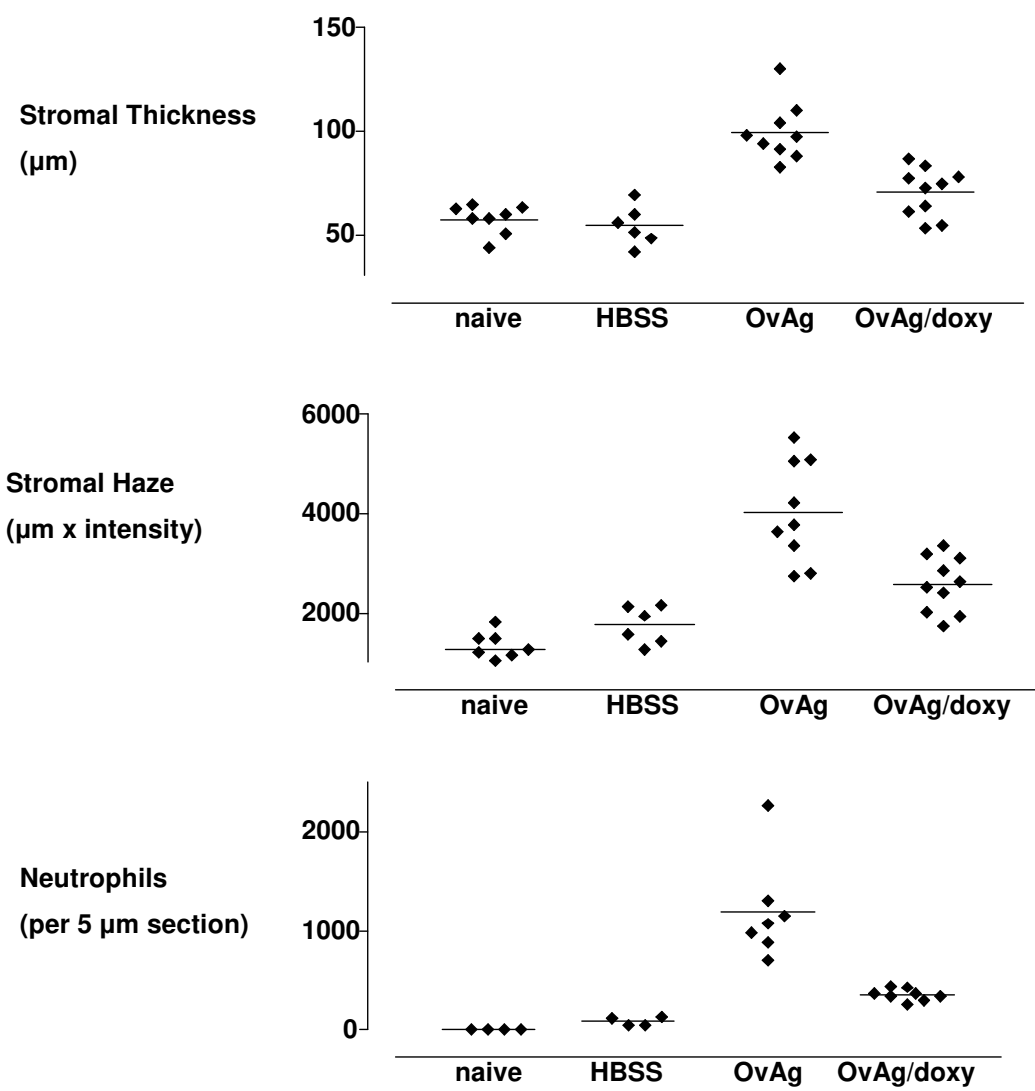 150
Stromal Thickness
(µm)
100
50
naive HBSS OvAg OvAg/doxy
6000
Stromal Haze
(µm x intensity)
4000
2000
naive HBSS OvAg OvAg/doxy
2000
Neutrophils
(per 5 µm section)
1000
0
naive HBSS OvAg OvAg/doxy